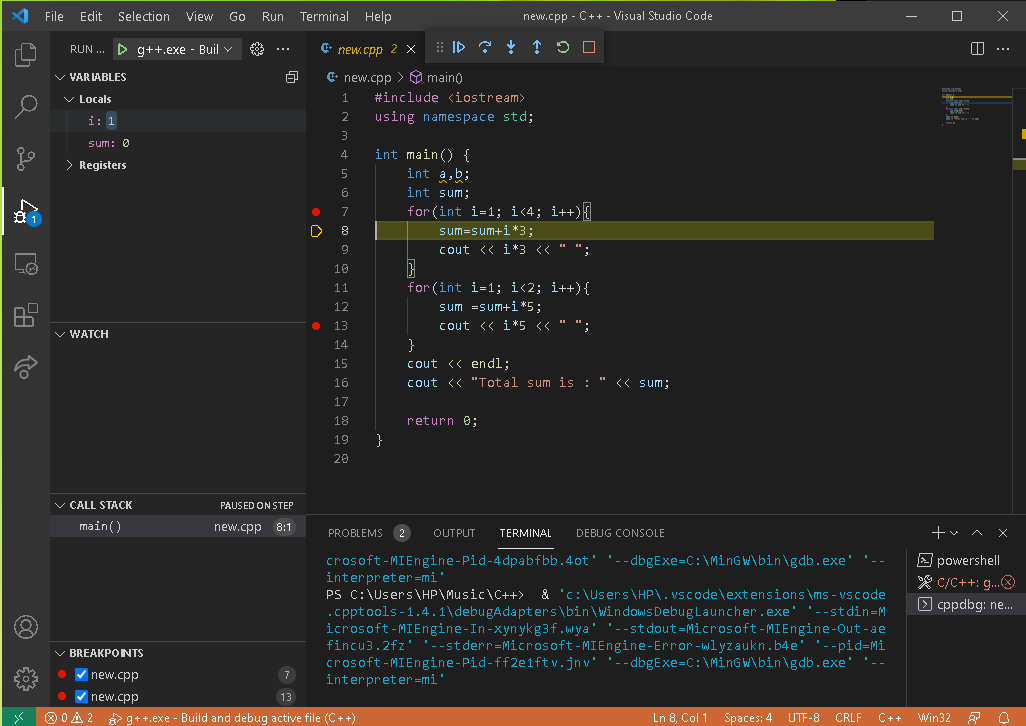 File Edit Selection View Go Run Terminal Help new.cpp - C++ - Visual Studio Code
RUN ... g++.exe - Buil ...
new.cpp 2
VARIABLES
Locals
i: 1
sum: 0
Registers
1
WATCH
CALL STACK PAUSED ON STEP
main() new.cpp 8:1
BREAKPOINTS
new.cpp 7
new.cpp 13
new.cpp > main()
1 #include <iostream>
2 using namespace std;
3
4 int main() {
5 int a,b;
6 int sum;
7 for(int i=1; i<4; i++){
8 sum=sum+i*3;
9 cout << i*3 << " ";
10 }
11 for(int i=1; i<2; i++){
12 sum =sum+i*5;
13 cout << i*5 << " ";
14 }
15 cout << endl;
16 cout << "Total sum is : " << sum;
17
18 return 0;
19 }
20
PROBLEMS 2 OUTPUT TERMINAL DEBUG CONSOLE
crosoft-MIEngine-Pid-4dpabfbb.4ot' '--dbgExe=C:\MinGW\bin\gdb.exe' '--
interpreter=mi'
PS C:\Users\HP\Music\C++> & 'c:\Users\HP\.vscode\extensions\ms-vscode
.cpptools-1.4.1\debugAdapters\bin\WindowsDebugLauncher.exe' '--stdin=M
icrosoft-MIEngine-In-xynykg3f.wya' '--stdout=Microsoft-MIEngine-Out-ae
fincu3.2fz' '--stderr=Microsoft-MIEngine-Error-wlyzaukn.b4e' '--pid=Mi
crosoft-MIEngine-Pid-ff2e1ftv.jnv' '--dbgExe=C:\MinGW\bin\gdb.exe' '--
interpreter=mi'
powershell
C/C++: g...
cppdbg: ne...
0 2 g++.exe - Build and debug active file (C++) Ln 8, Col 1 Spaces: 4 UTF-8 CRLF C++ Win32